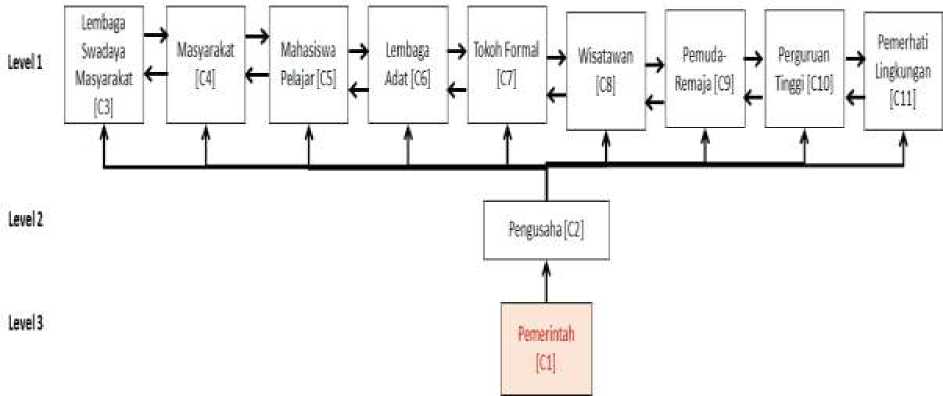 Level 1
Lembaga
Swadaya
Masyarakat
[C3]
Masyarakat
[C4]
Mahasiswa
Pelajar [C5]
Lembaga
Adat [C6]
Tokoh Formal
[C7]
Wisatawan
[C8]
Pemuda-
Remaja [C9]
Perguruan
Tinggi [C10]
Pemerhati
Lingkungan
[C11]
Level 2
Pengusaha [C2]
Level 3
Pemerintah
[C1]